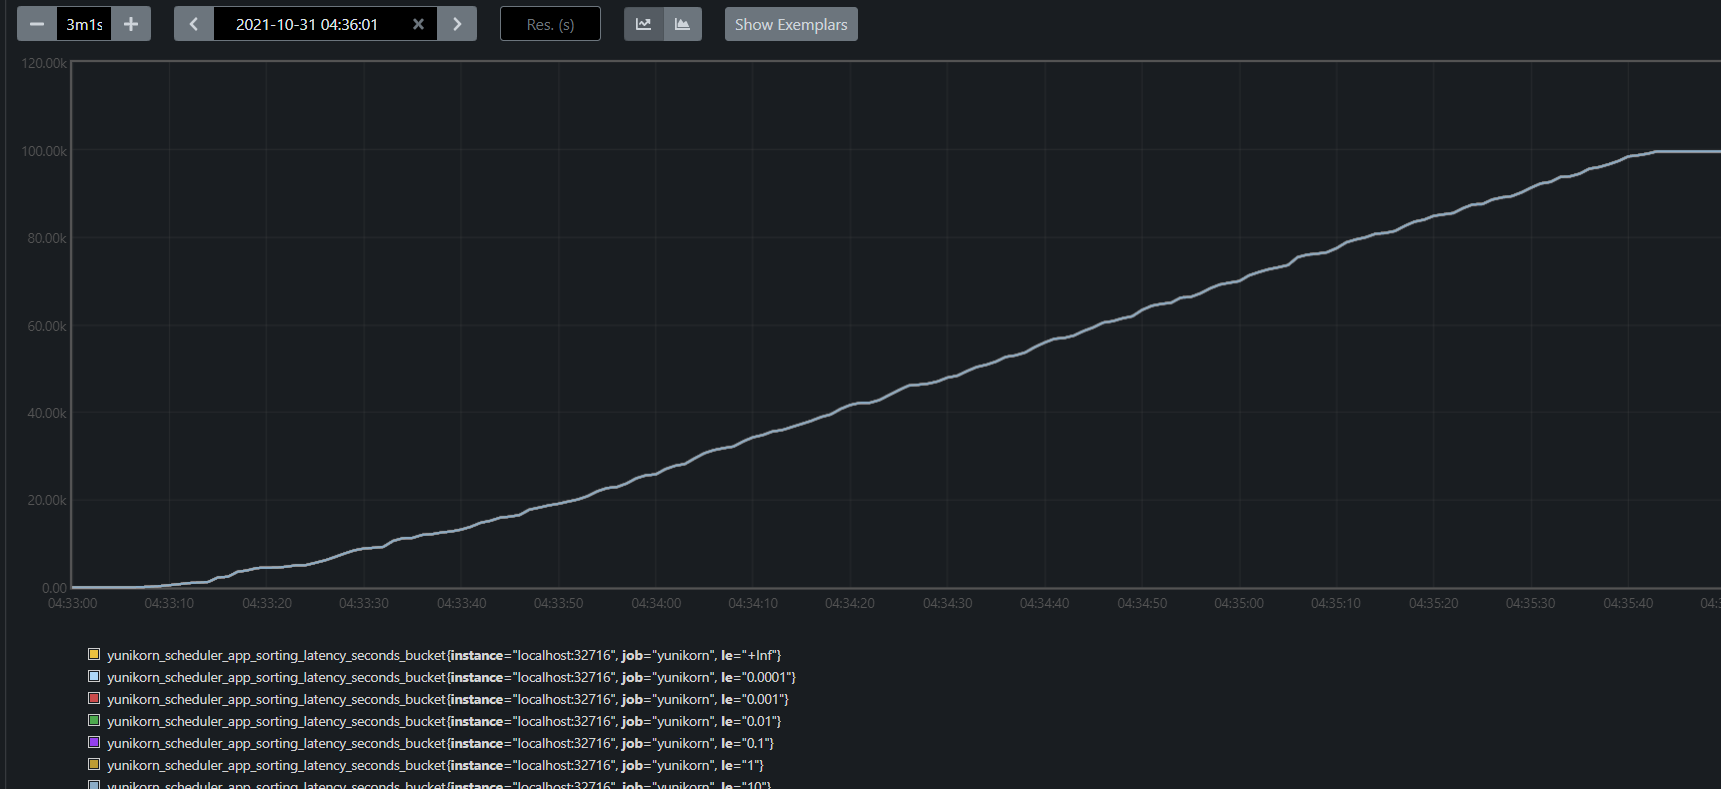 3m1s 2021-10-31 04:36:01 Res. (s) Show Exemplars
120.00k
100.00k
80.00k
60.00k
40.00k
20.00k
0.00
04:33:00 04:33:10 04:33:20 04:33:30 04:33:40 04:33:50 04:34:00 04:34:10 04:34:20 04:34:30 04:34:40 04:34:50 04:35:00 04:35:10 04:35:20 04:35:30 04:35:40
yunikorn_scheduler_app_sorting_latency_seconds_bucket{instance="localhost:32716", job="yunikorn", le="+Inf"}
yunikorn_scheduler_app_sorting_latency_seconds_bucket{instance="localhost:32716", job="yunikorn", le="0.0001"}
yunikorn_scheduler_app_sorting_latency_seconds_bucket{instance="localhost:32716", job="yunikorn", le="0.001"}
yunikorn_scheduler_app_sorting_latency_seconds_bucket{instance="localhost:32716", job="yunikorn", le="0.01"}
yunikorn_scheduler_app_sorting_latency_seconds_bucket{instance="localhost:32716", job="yunikorn", le="0.1"}
yunikorn_scheduler_app_sorting_latency_seconds_bucket{instance="localhost:32716", job="yunikorn", le="1"}
yunikorn_scheduler_app_sorting_latency_seconds_bucket{instance="localhost:32716", job="yunikorn", le="10"}